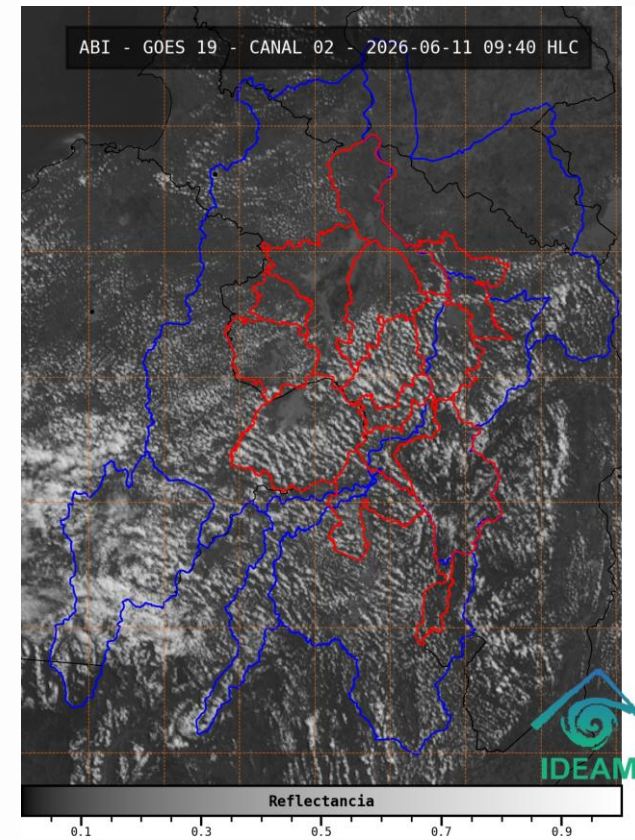 ABI - GOES 19 - CANAL 02 - 2026-06-11 09:40 HLC
IDEAM
Reflectancia
0.1 0.3 0.5 0.7 0.9